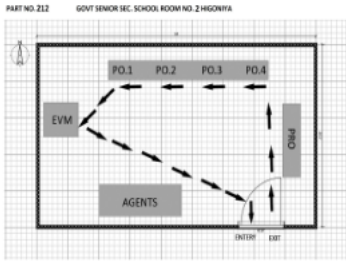 PART NO. 212 GOVT SENIOR SEC. SCHOOL ROOM NO. 2 HIGONIYA
N
PO.1 PO.2 PO.3 PO.4
EVM
PRO
AGENTS
ENTERY EXIT